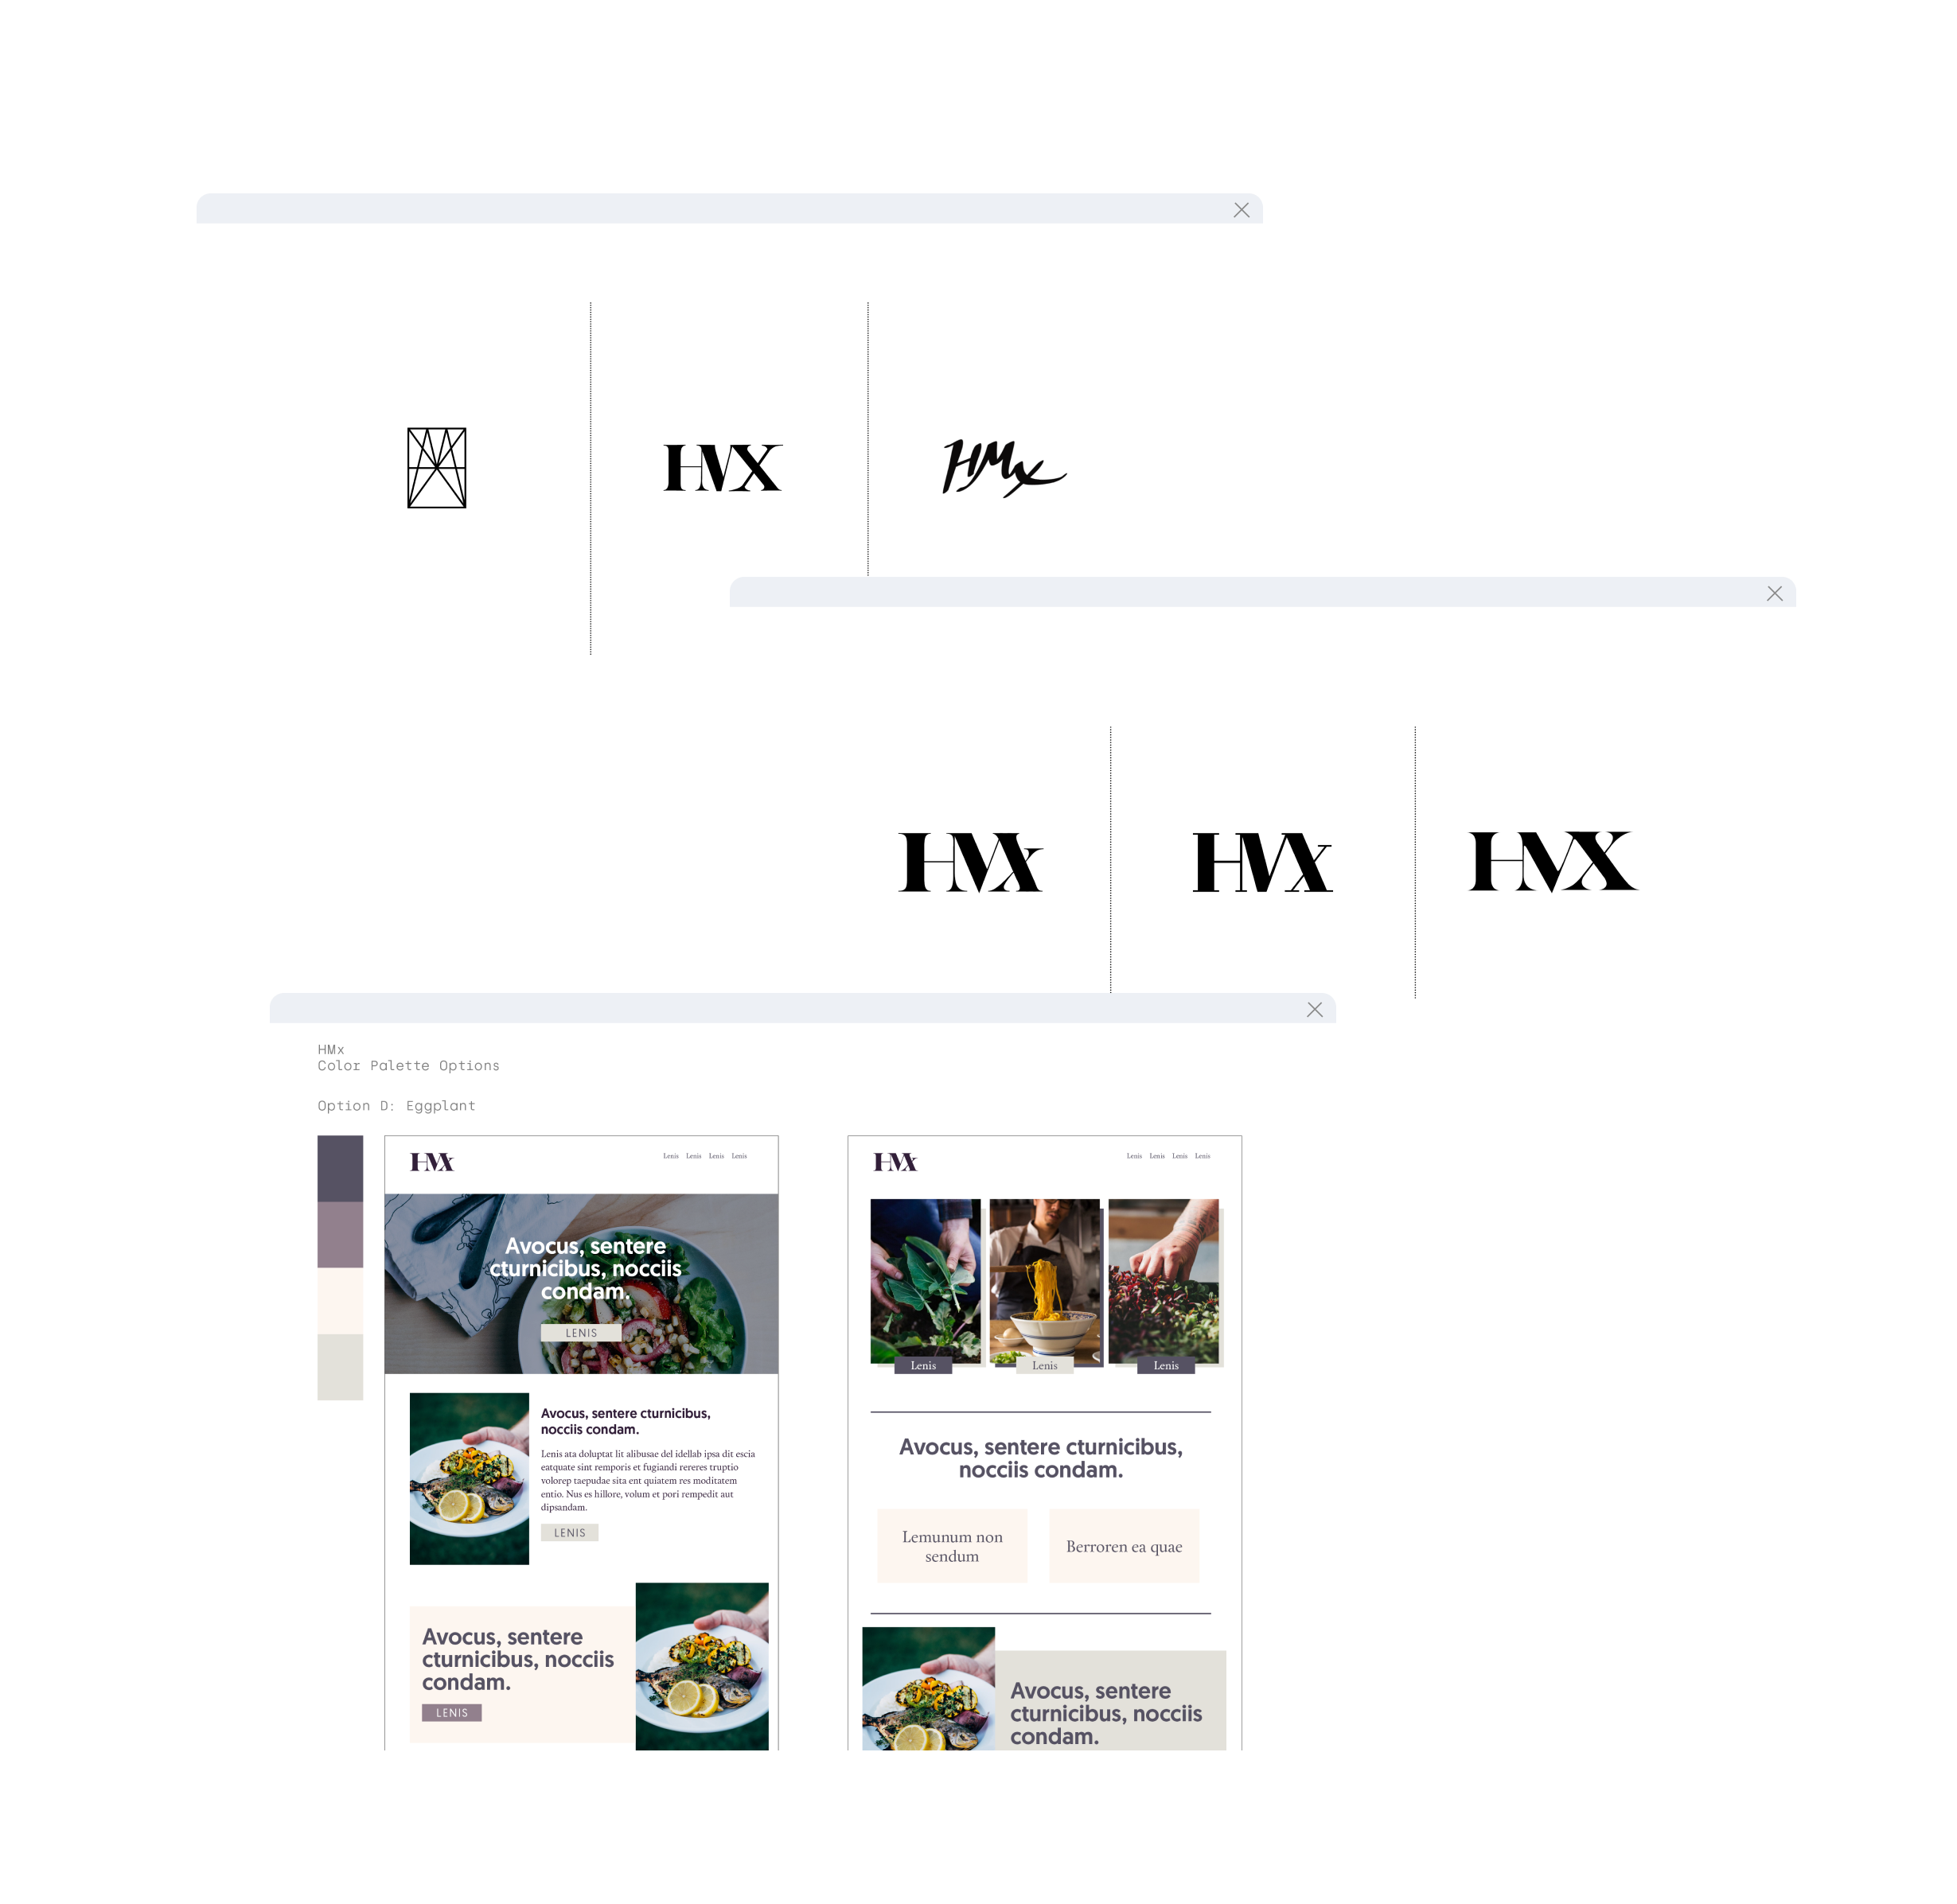 HMX
HMx
HMx
HMx
HMX
HMx
Color Palette Options
Option D: Eggplant
HMx
Lenis Lenis Lenis Lenis
Avocus, sentere
cturnicibus, nocciis
condam.
LENIS
Avocus, sentere cturnicibus,
nocciis condam.
Lenis ata doluptat lit alibusae del idellab ipsa dit escia
eatquate sint remporis et fugiandi rereres truptio
volorep taepudae sita ent quiatem res moditatem
entio. Nus es hillore, volum et pori rempedit aut
dipsandam.
LENIS
Avocus, sentere
cturnicibus, nocciis
condam.
LENIS
HMx
Lenis Lenis Lenis Lenis
Lenis Lenis Lenis
Avocus, sentere cturnicibus,
nocciis condam.
Lemunum non
sendum
Berroren ea quae
Avocus, sentere
cturnicibus, nocciis
condam.